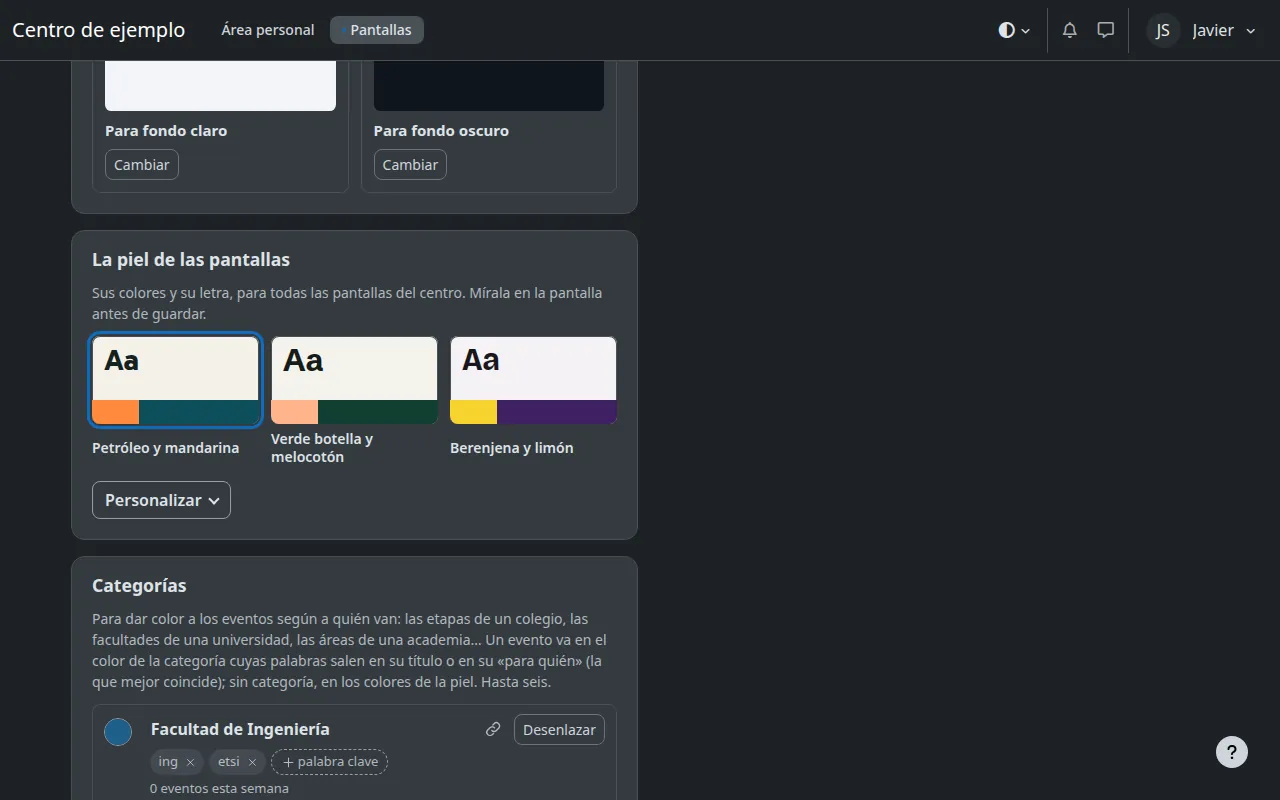 Centro de ejemplo
Área personal
Pantallas
JS
Javier
Para fondo claro
Para fondo oscuro
Cambiar
Cambiar
La piel de las pantallas
Sus colores y su letra, para todas las pantallas del centro. Mírala en la pantalla
antes de guardar.
Aa
Aa
Aa
Petróleo y mandarina
Verde botella y
melocotón
Berenjena y limón
Personalizar
Categorías
Para dar color a los eventos según a quién van: las etapas de un colegio, las
facultades de una universidad, las áreas de una academia... Un evento va en el
color de la categoría cuyas palabras salen en su título o en su «para quién» (la
que mejor coincide); sin categoría, en los colores de la piel. Hasta seis.
Facultad de Ingeniería
Desenlazar
ing ×
etsi ×
+ palabra clave
0 eventos esta semana
?